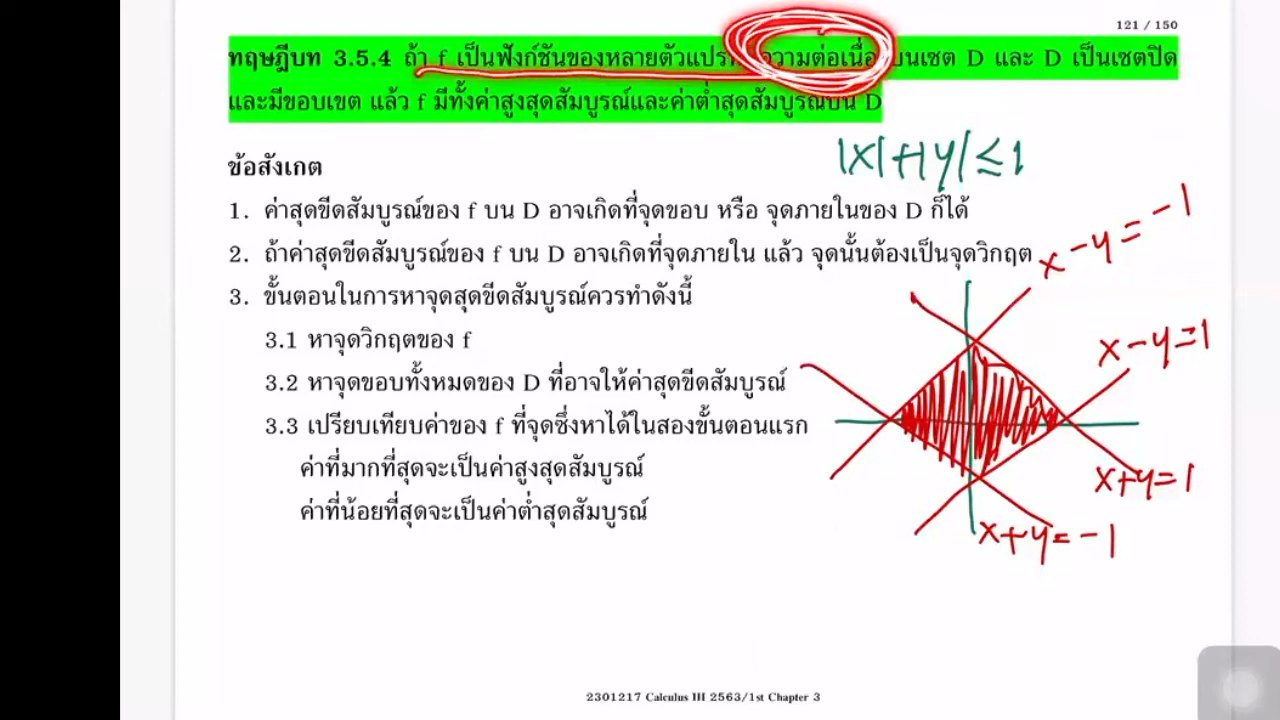 121 / 150
ทฤษฎีบท 3.5.4 ถ้า f เป็นฟังก์ชันของหลายตัวแปร ความต่อเนื่อ บนเซต D และ D เป็นเซตปิด
และมีขอบเขต แล้ว f มีทั้งค่าสูงสุดสัมบูรณ์และค่าต่ำสุดสัมบูรณ์บน D
|x|+|y| ≤ 1
ข้อสังเกต
1. ค่าสุดขีดสัมบูรณ์ของ f บน D อาจเกิดที่จุดขอบ หรือ จุดภายในของ D ก็ได้
x-y=-1
2. ถ้าค่าสุดขีดสัมบูรณ์ของ f บน D อาจเกิดที่จุดภายใน แล้ว จุดนั้นต้องเป็นจุดวิกฤต
3. ขั้นตอนในการหาจุดสุดขีดสัมบูรณ์ควรทำดังนี้
3.1 หาจุดวิกฤตของ f
x-y=1
3.2 หาจุดขอบทั้งหมดของ D ที่อาจให้ค่าสุดขีดสัมบูรณ์
3.3 เปรียบเทียบค่าของ f ที่จุดซึ่งหาได้ในสองขั้นตอนแรก
ค่าที่มากที่สุดจะเป็นค่าสูงสุดสัมบูรณ์
x+y=1
ค่าที่น้อยที่สุดจะเป็นค่าต่ำสุดสัมบูรณ์
x+y=-1
2301217 Calculus III 2563/1st Chapter 3